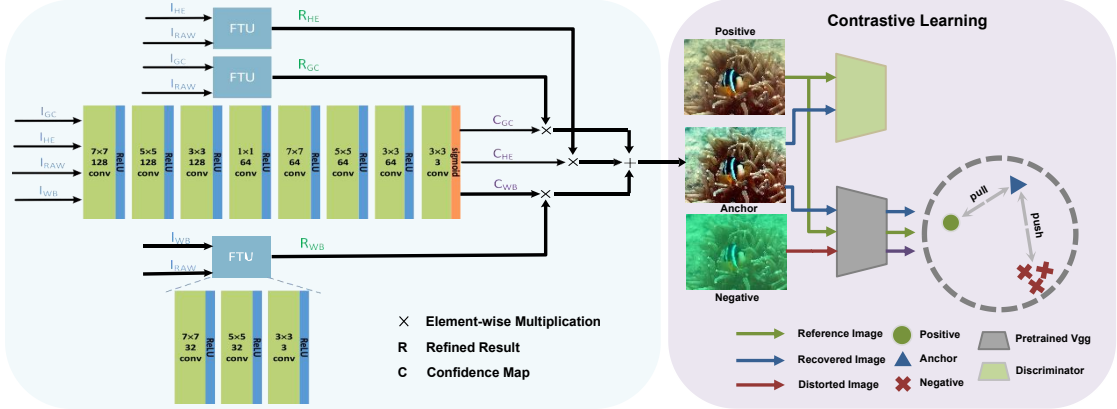 I_HE
I_RAW
FTU
R_HE
I_GC
I_RAW
FTU
R_GC
I_GC
I_HE
I_RAW
I_WB
7×7
128
conv
ReLU
5×5
128
conv
ReLU
3×3
128
conv
ReLU
1×1
64
conv
ReLU
7×7
64
conv
ReLU
5×5
64
conv
ReLU
3×3
64
conv
ReLU
3×3
3
conv
sigmoid
C_GC
C_HE
C_WB
×
×
×
+
I_WB
I_RAW
FTU
R_WB
7×7
32
conv
ReLU
5×5
32
conv
ReLU
3×3
3
conv
ReLU
× Element-wise Multiplication
R Refined Result
C Confidence Map
Contrastive Learning
Positive
Anchor
Negative
pull
push
Reference Image
Positive
Pretrained Vgg
Recovered Image
Anchor
Discriminator
Distorted Image
Negative